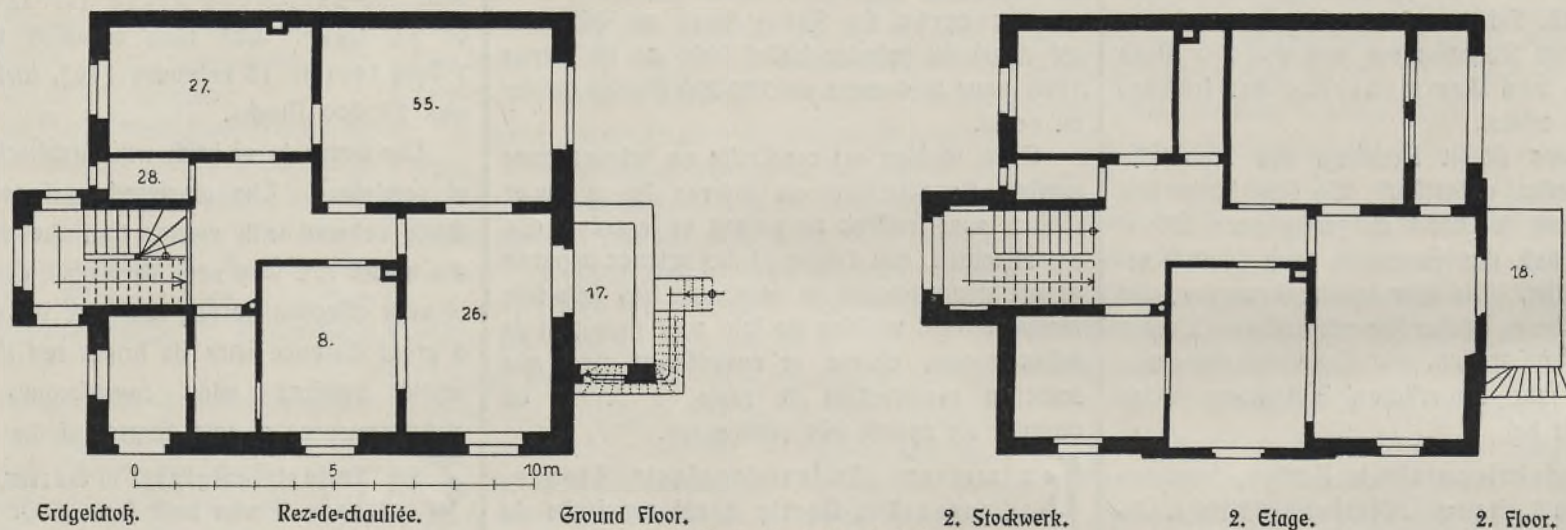 27.
55.
28.
17.
26.
8.
18.
0 5 10m.
Erdgeschoß. Rez-de-chaussée. Ground Floor.
2. Stockwerk. 2. Etage. 2. Floor